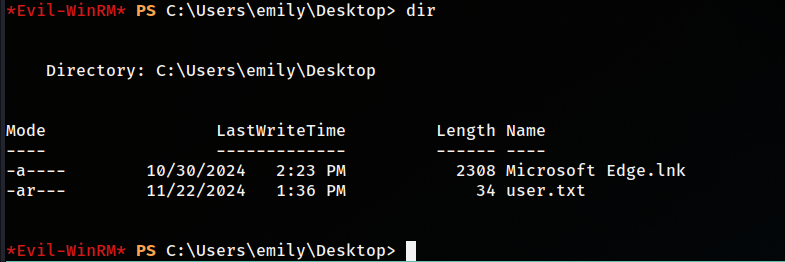 *Evil-WinRM* PS C:\Users\emily\Desktop> dir
Directory: C:\Users\emily\Desktop
Mode                 LastWriteTime         Length Name
----                 -------------         ------ ----
-a----        10/30/2024   2:23 PM           2308 Microsoft Edge.lnk
-ar---        11/22/2024   1:36 PM             34 user.txt
*Evil-WinRM* PS C:\Users\emily\Desktop>